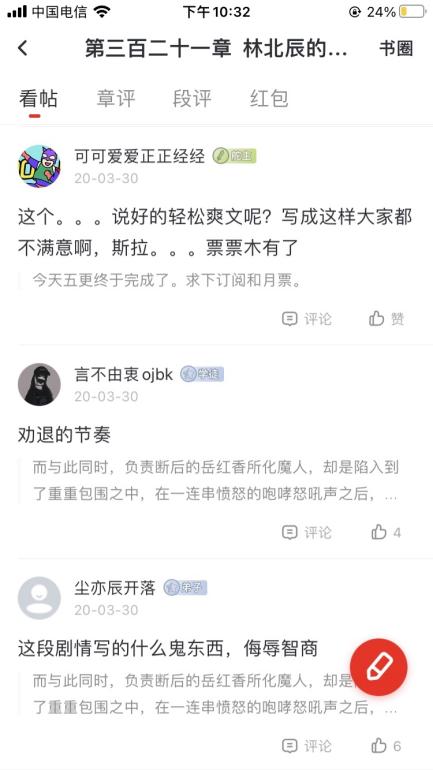 中国电信 下午10:32 24%
第三百二十一章 林北辰的... 书圈
看帖 章评 段评 红包
可可爱爱正正经经 舵主
20-03-30
这个。。。说好的轻松爽文呢？写成这样大家都
不满意啊，斯拉。。。票票木有了
今天五更终于完成了。求下订阅和月票。
评论 赞
言不由衷ojbk 学徒
20-03-30
劝退的节奏
而与此同时，负责断后的岳红香所化魔人，却是陷入到
了重重包围之中，在一连串愤怒的咆哮怒吼声之后，...
评论 4
尘亦辰开落 弟子
20-03-30
这段剧情写的什么鬼东西，侮辱智商
而与此同时，负责断后的岳红香所化魔人，却是
了重重包围之中，在一连串愤怒的咆哮怒吼声之后，...
评论 6